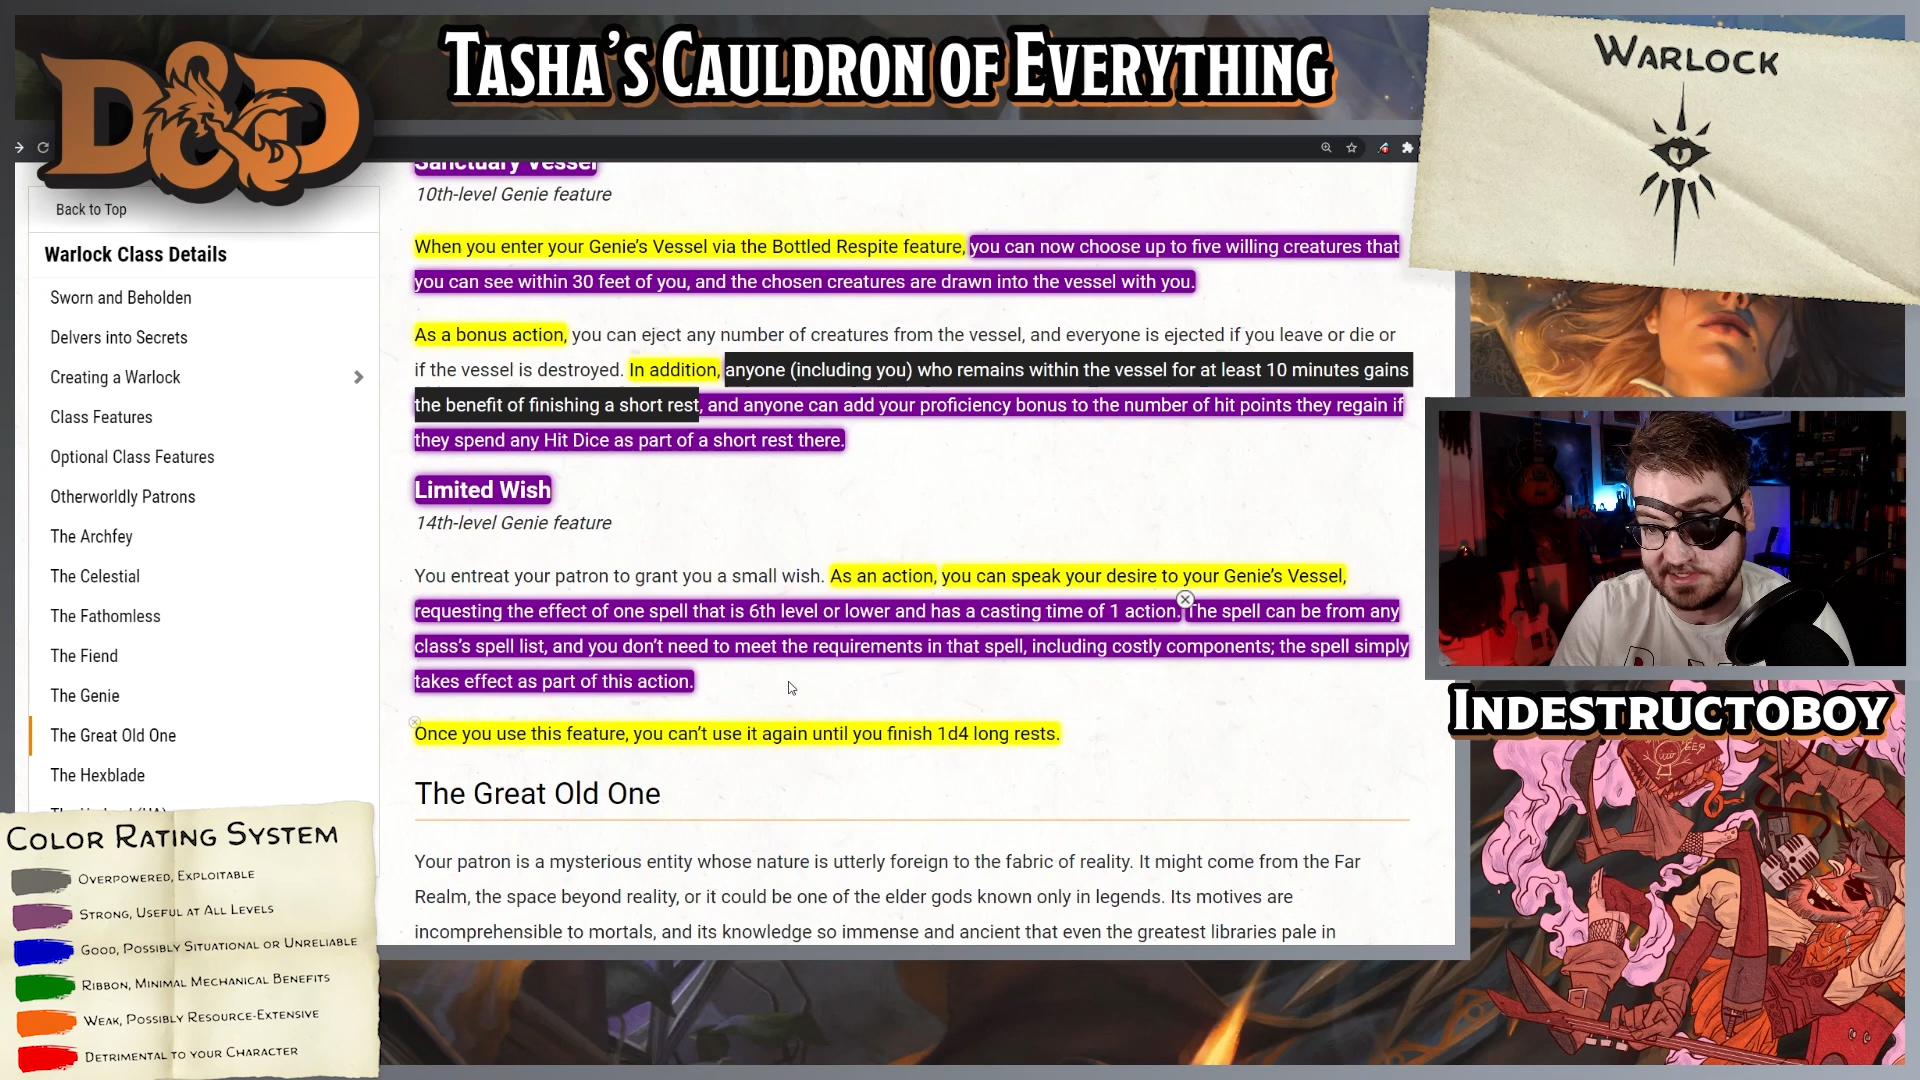 D&D
TASHA'S CAULDRON OF EVERYTHING
WARLOCK
Back to Top
Warlock Class Details
Sworn and Beholden
Delvers into Secrets
Creating a Warlock
Class Features
Optional Class Features
Otherworldly Patrons
The Archfey
The Celestial
The Fathomless
The Fiend
The Genie
The Great Old One
The Hexblade
COLOR RATING SYSTEM
OVERPOWERED, EXPLOITABLE
STRONG, USEFUL AT ALL LEVELS
GOOD, POSSIBLY SITUATIONAL OR UNRELIABLE
RIBBON, MINIMAL MECHANICAL BENEFITS
WEAK, POSSIBLY RESOURCE-EXTENSIVE
DETRIMENTAL TO YOUR CHARACTER
Sanctuary Vessel
10th-level Genie feature
When you enter your Genie's Vessel via the Bottled Respite feature, you can now choose up to five willing creatures that
you can see within 30 feet of you, and the chosen creatures are drawn into the vessel with you.
As a bonus action, you can eject any number of creatures from the vessel, and everyone is ejected if you leave or die or
if the vessel is destroyed. In addition, anyone (including you) who remains within the vessel for at least 10 minutes gains
the benefit of finishing a short rest, and anyone can add your proficiency bonus to the number of hit points they regain if
they spend any Hit Dice as part of a short rest there.
Limited Wish
14th-level Genie feature
You entreat your patron to grant you a small wish. As an action, you can speak your desire to your Genie's Vessel,
requesting the effect of one spell that is 6th level or lower and has a casting time of 1 action. The spell can be from any
class's spell list, and you don't need to meet the requirements in that spell, including costly components; the spell simply
takes effect as part of this action.
Once you use this feature, you can't use it again until you finish 1d4 long rests.
The Great Old One
Your patron is a mysterious entity whose nature is utterly foreign to the fabric of reality. It might come from the Far
Realm, the space beyond reality, or it could be one of the elder gods known only in legends. Its motives are
incomprehensible to mortals, and its knowledge so immense and ancient that even the greatest libraries pale in
INDESTRUCTOBOY